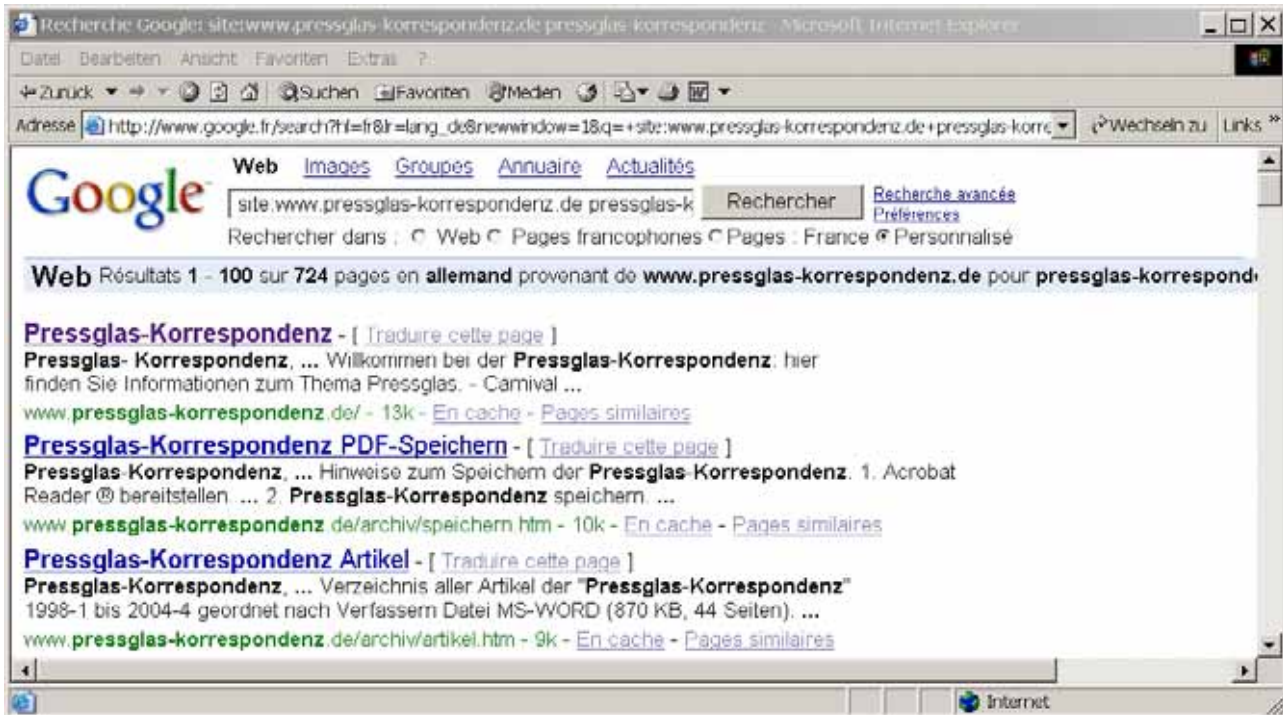 Recherche Google: site:www.pressglas-korrespondenz.de pressglas-korrespondenz - Microsoft Internet Explorer
Datei Bearbeiten Ansicht Favoriten Extras ?
Zurück Suchen Favoriten Medien
Adresse http://www.google.fr/search?hl=fr&lr=lang_de&newwindow=1&q=+site:www.pressglas-korrespondenz.de+pressglas-korre Wechseln zu Links »
Google
Web Images Groupes Annuaire Actualités
site:www.pressglas-korrespondenz.de pressglas-k Rechercher Recherche avancée
Préférences
Rechercher dans : Web Pages francophones Pages : France Personnalisé
Web Résultats 1 - 100 sur 724 pages en allemand provenant de www.pressglas-korrespondenz.de pour pressglas-korresponde
Pressglas-Korrespondenz - [ Traduire cette page ]
Pressglas- Korrespondenz, ... Willkommen bei der Pressglas-Korrespondenz. hier
finden Sie Informationen zum Thema Pressglas. - Carnival ...
www.pressglas-korrespondenz.de/ - 13k - En cache - Pages similaires
Pressglas-Korrespondenz PDF-Speichern - [ Traduire cette page ]
Pressglas-Korrespondenz, ... Hinweise zum Speichern der Pressglas-Korrespondenz. 1. Acrobat
Reader ® bereitstellen. ... 2. Pressglas-Korrespondenz speichern. ...
www.pressglas-korrespondenz.de/archiv/speichern.htm - 10k - En cache - Pages similaires
Pressglas-Korrespondenz Artikel - [ Traduire cette page ]
Pressglas-Korrespondenz, ... Verzeichnis aller Artikel der "Pressglas-Korrespondenz"
1998-1 bis 2004-4 geordnet nach Verfassern Datei MS-WORD (870 KB, 44 Seiten). ...
www.pressglas-korrespondenz.de/archiv/artikel.htm - 9k - En cache - Pages similaires
Internet